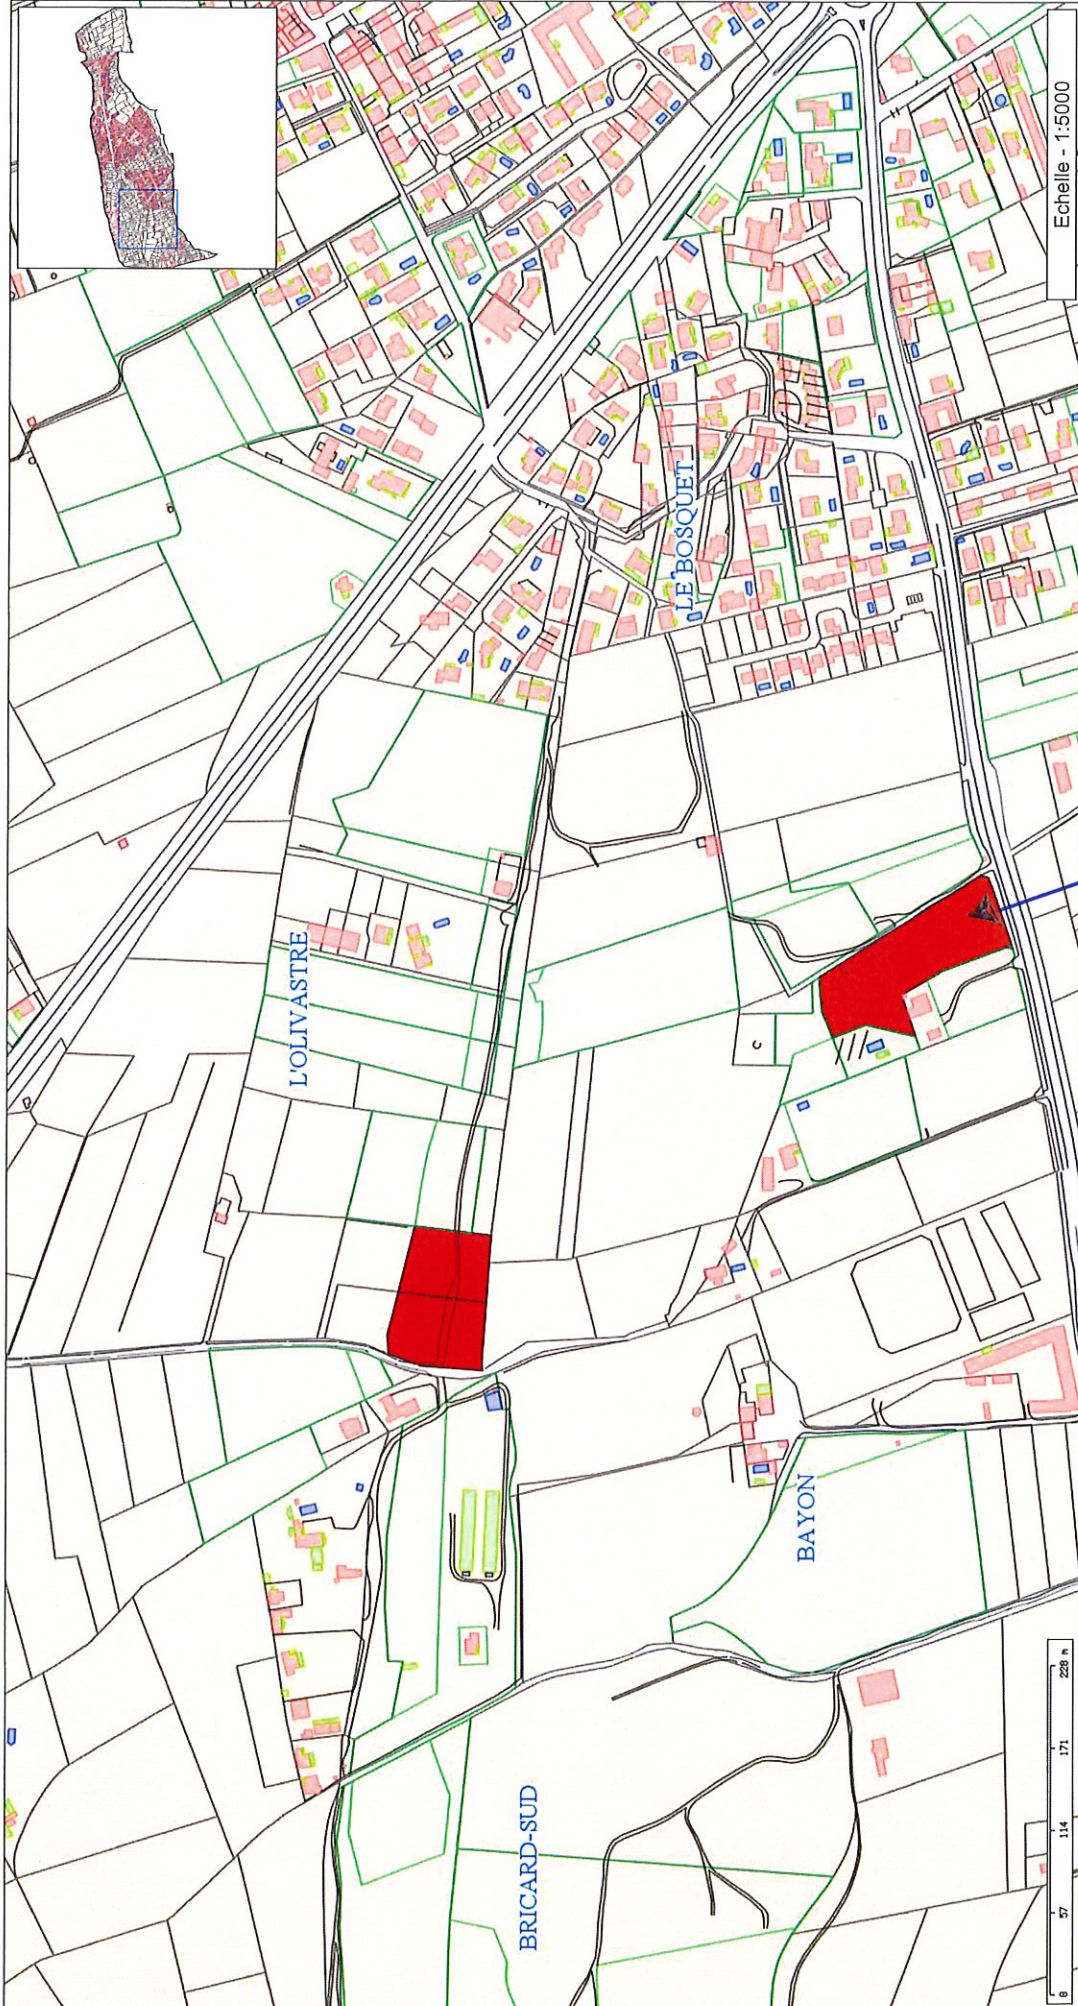 L'OLIVASTRE
LE BOSQUET
BRICARD-SUD
BAYON
0 57 114 171 228 m
Echelle - 1:5000